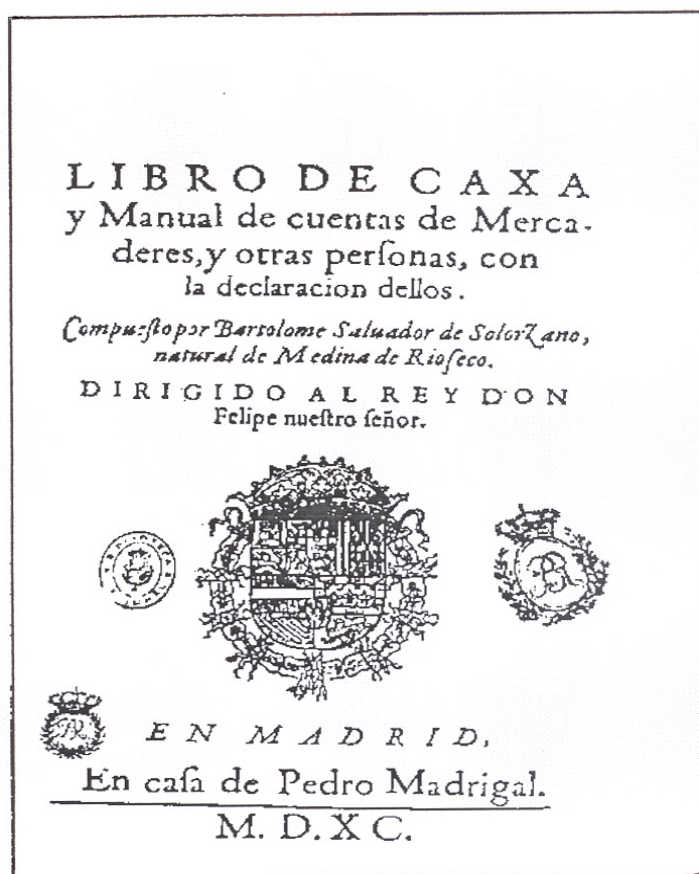 LIBRO DE CAXA
y Manual de cuentas de Merca-
deres, y otras perſonas, con
la declaracion dellos.
Compueſto por Bartolome Saluador de Solorzano,
natural de Medina de Rioſeco.
DIRIGIDO AL REY DON
Felipe nueſtro ſeñor.
EN MADRID,
En caſa de Pedro Madrigal.
M. D. XC.